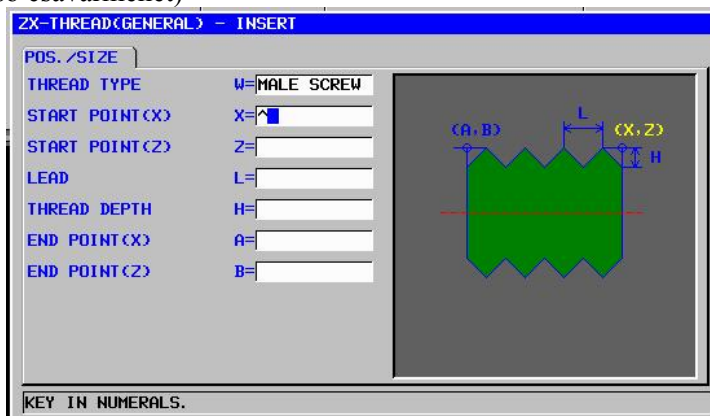 ZX-THREAD(GENERAL) - INSERT
POS./SIZE
THREAD TYPE W=MALE SCREW
START POINT(X) X=^
START POINT(Z) Z=
LEAD L=
THREAD DEPTH H=
END POINT(X) A=
END POINT(Z) B=
L
(A,B) (X,Z)
H
KEY IN NUMERALS.